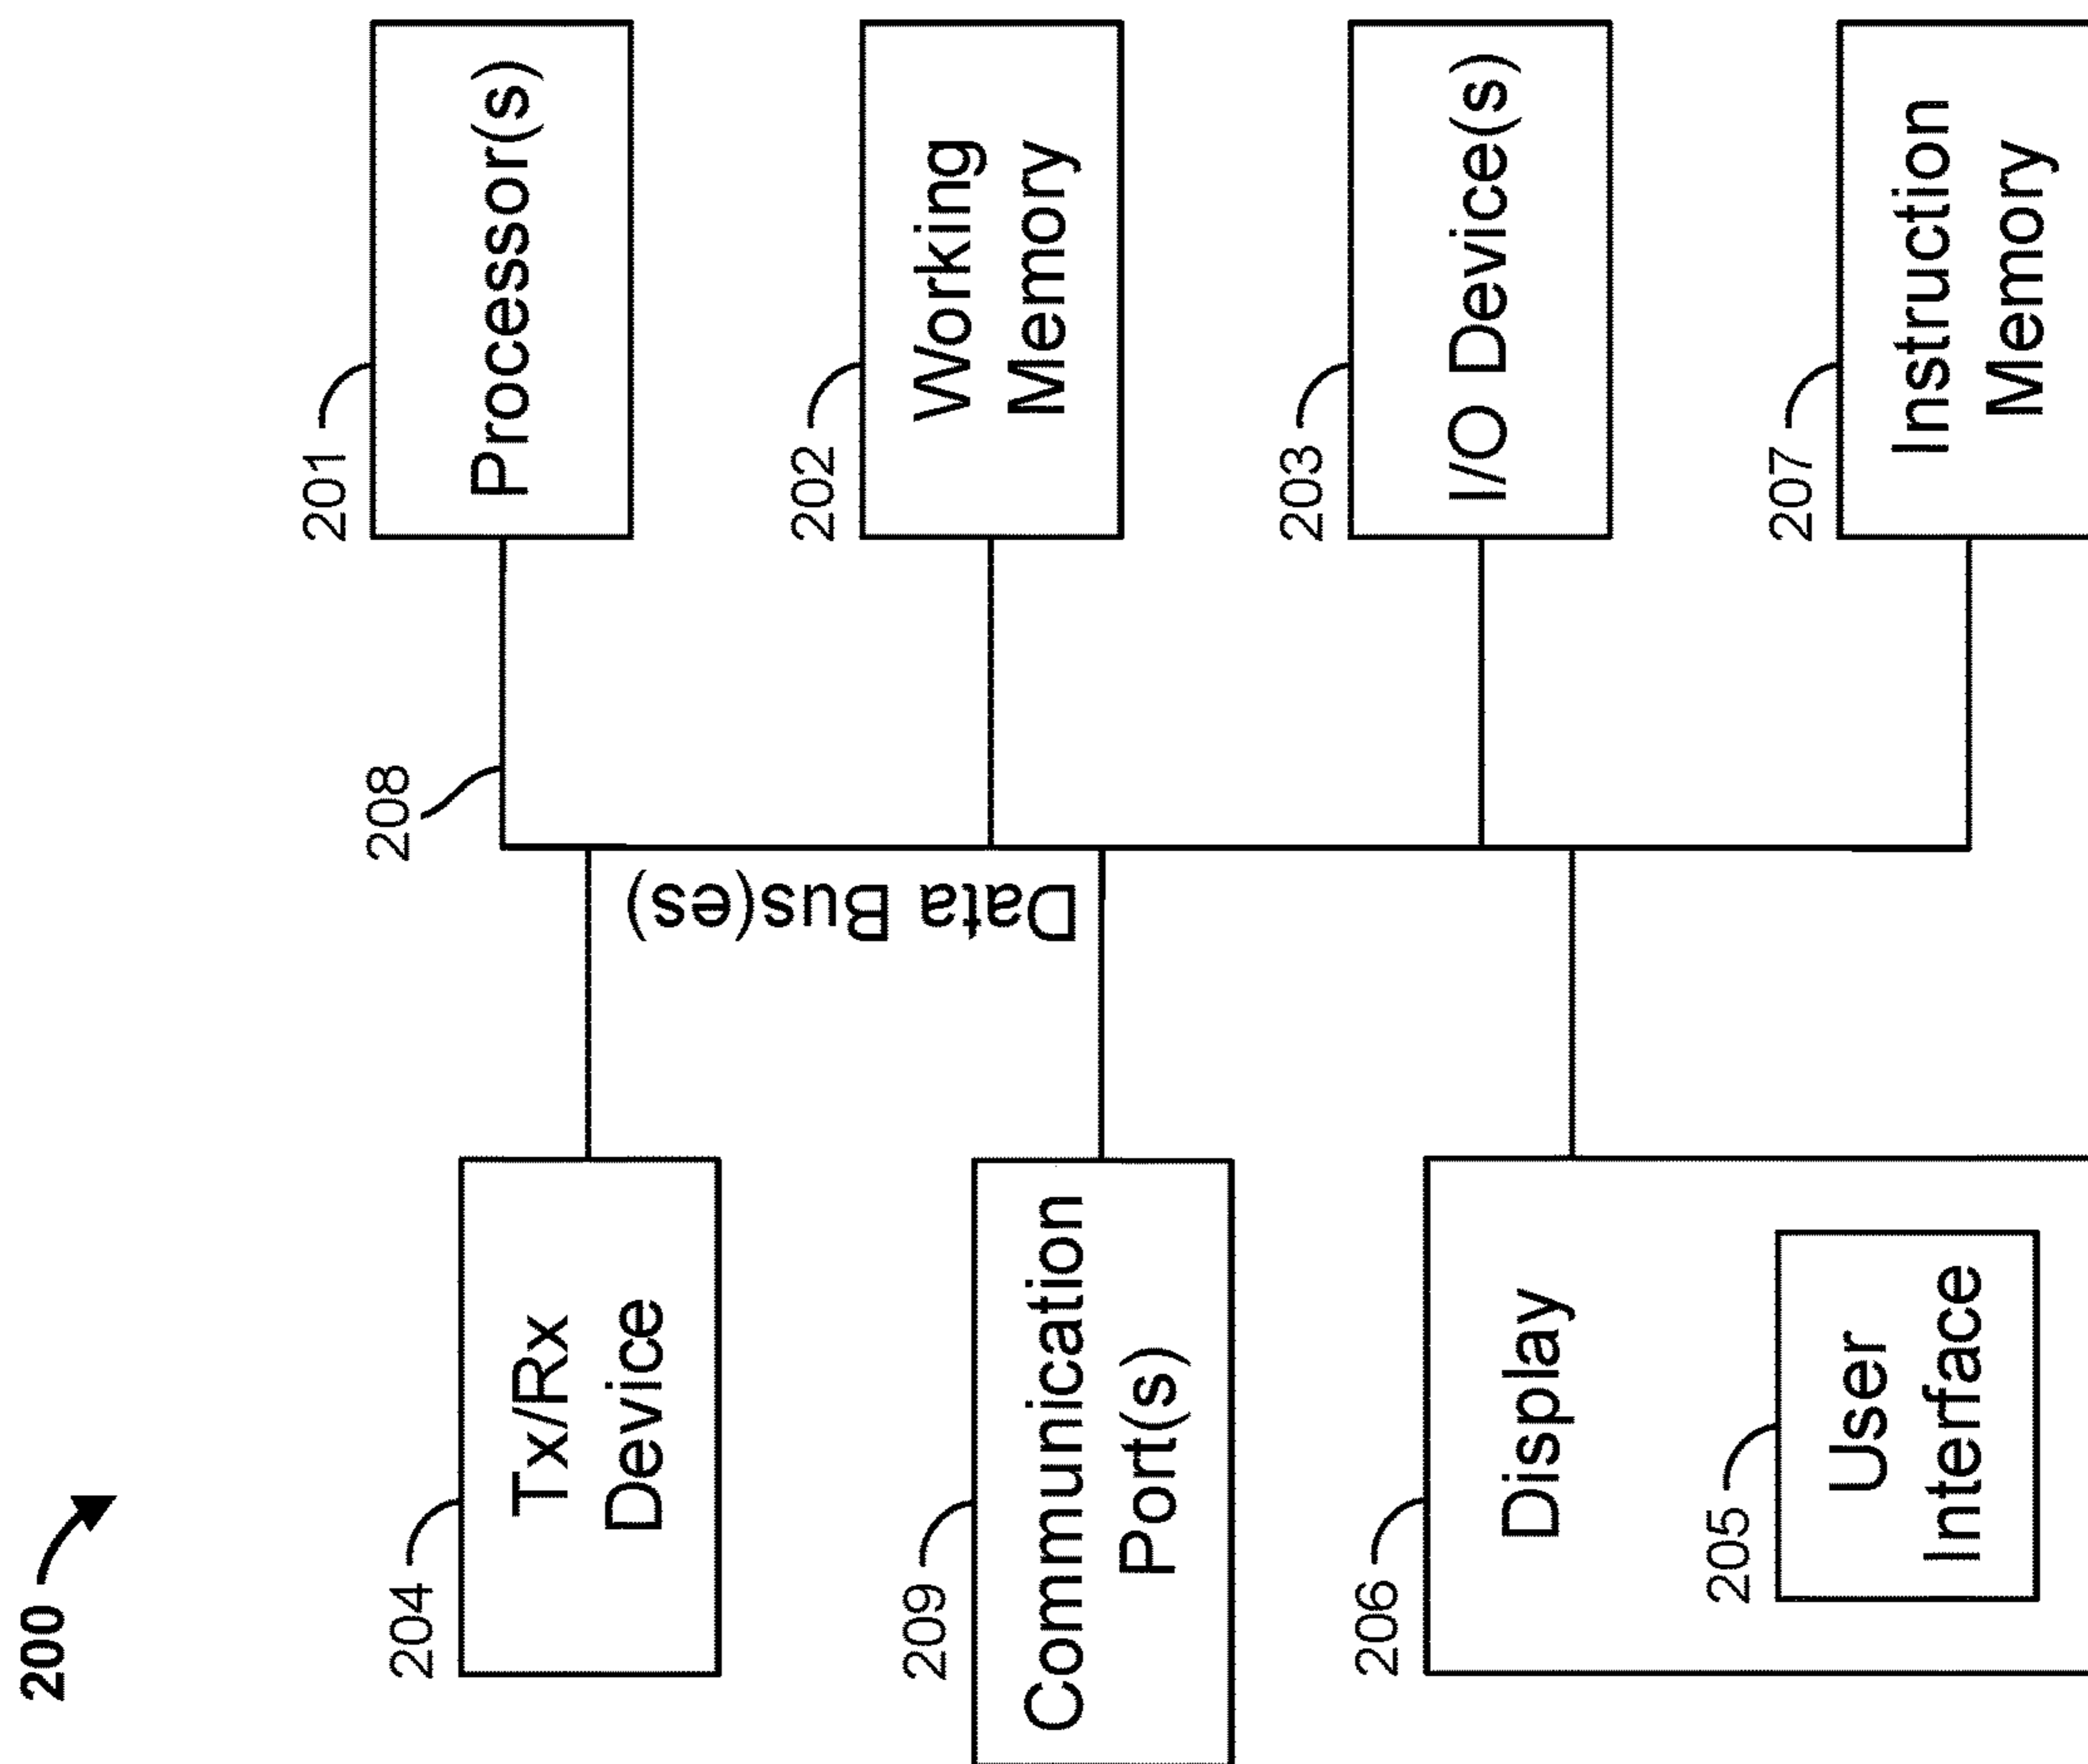 200
204
Tx/Rx
Device
209
Communication
Port(s)
206
Display
205
User
Interface
208
Data Bus(es)
201
Processor(s)
202
Working
Memory
203
I/O Device(s)
207
Instruction
Memory